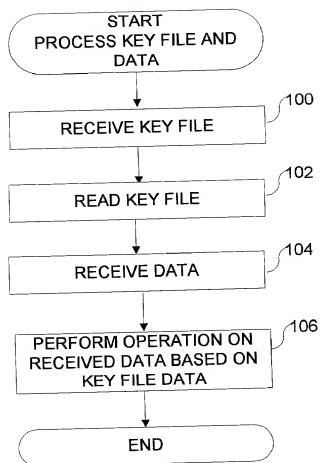 START
PROCESS KEY FILE AND
DATA
100
RECEIVE KEY FILE
102
READ KEY FILE
104
RECEIVE DATA
106
PERFORM OPERATION ON
RECEIVED DATA BASED ON
KEY FILE DATA
END